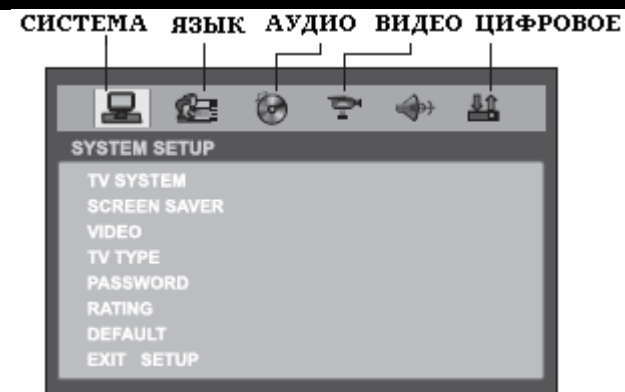 СИСТЕМА ЯЗЫК АУДИО ВИДЕО ЦИФРОВОЕ
SYSTEM SETUP
TV SYSTEM
SCREEN SAVER
VIDEO
TV TYPE
PASSWORD
RATING
DEFAULT
EXIT SETUP